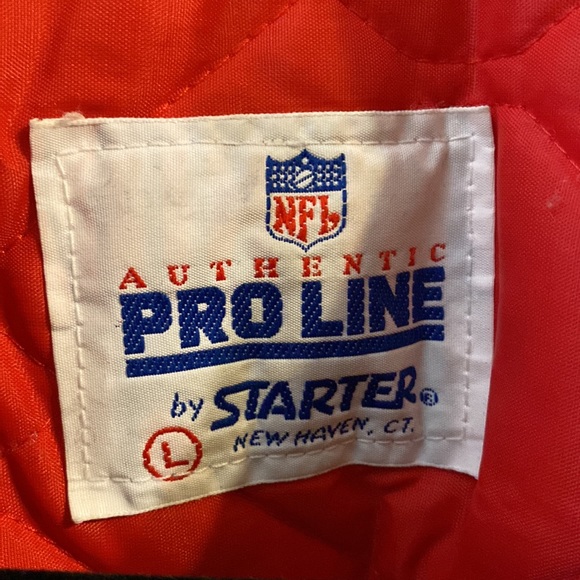 NFL
AUTHENTIC
PRO LINE
by STARTER®
NEW HAVEN, CT.
L